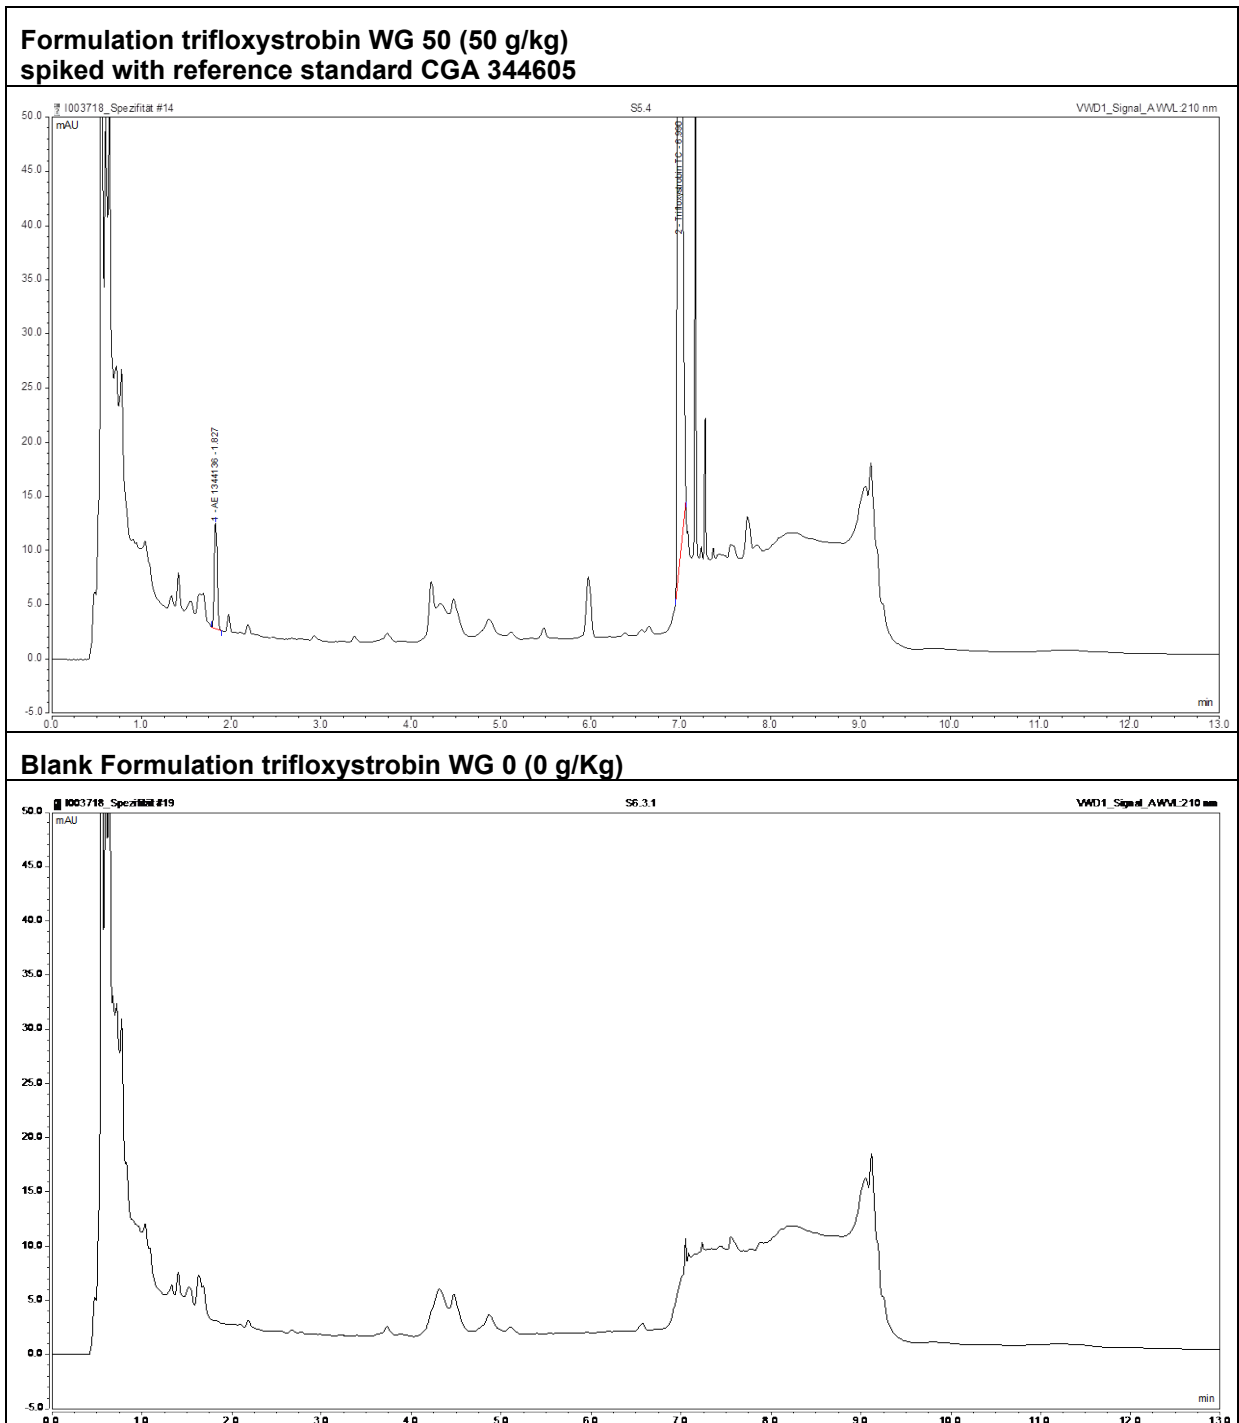 Formulation trifloxystrobin WG 50 (50 g/kg)
spiked with reference standard CGA 344605
I003718_Spezifität #14 S5.4 VWD1_Signal_A WVL:210 nm
50.0
mAU
45.0
40.0
35.0
30.0
25.0
20.0
15.0
10.0
5.0
0.0
-5.0
2 - Trifloxystrobin TC - 6.990
4 - AE 1344136 - 1.827
min
0.0 1.0 2.0 3.0 4.0 5.0 6.0 7.0 8.0 9.0 10.0 11.0 12.0 13.0
Blank Formulation trifloxystrobin WG 0 (0 g/Kg)
I003718_Spezifität #19 S6.3.1 VWD1_Signal_A WVL:210 nm
50.0
mAU
45.0
40.0
35.0
30.0
25.0
20.0
15.0
10.0
5.0
0.0
-5.0
min
0.0 1.0 2.0 3.0 4.0 5.0 6.0 7.0 8.0 9.0 10.0 11.0 12.0 13.0